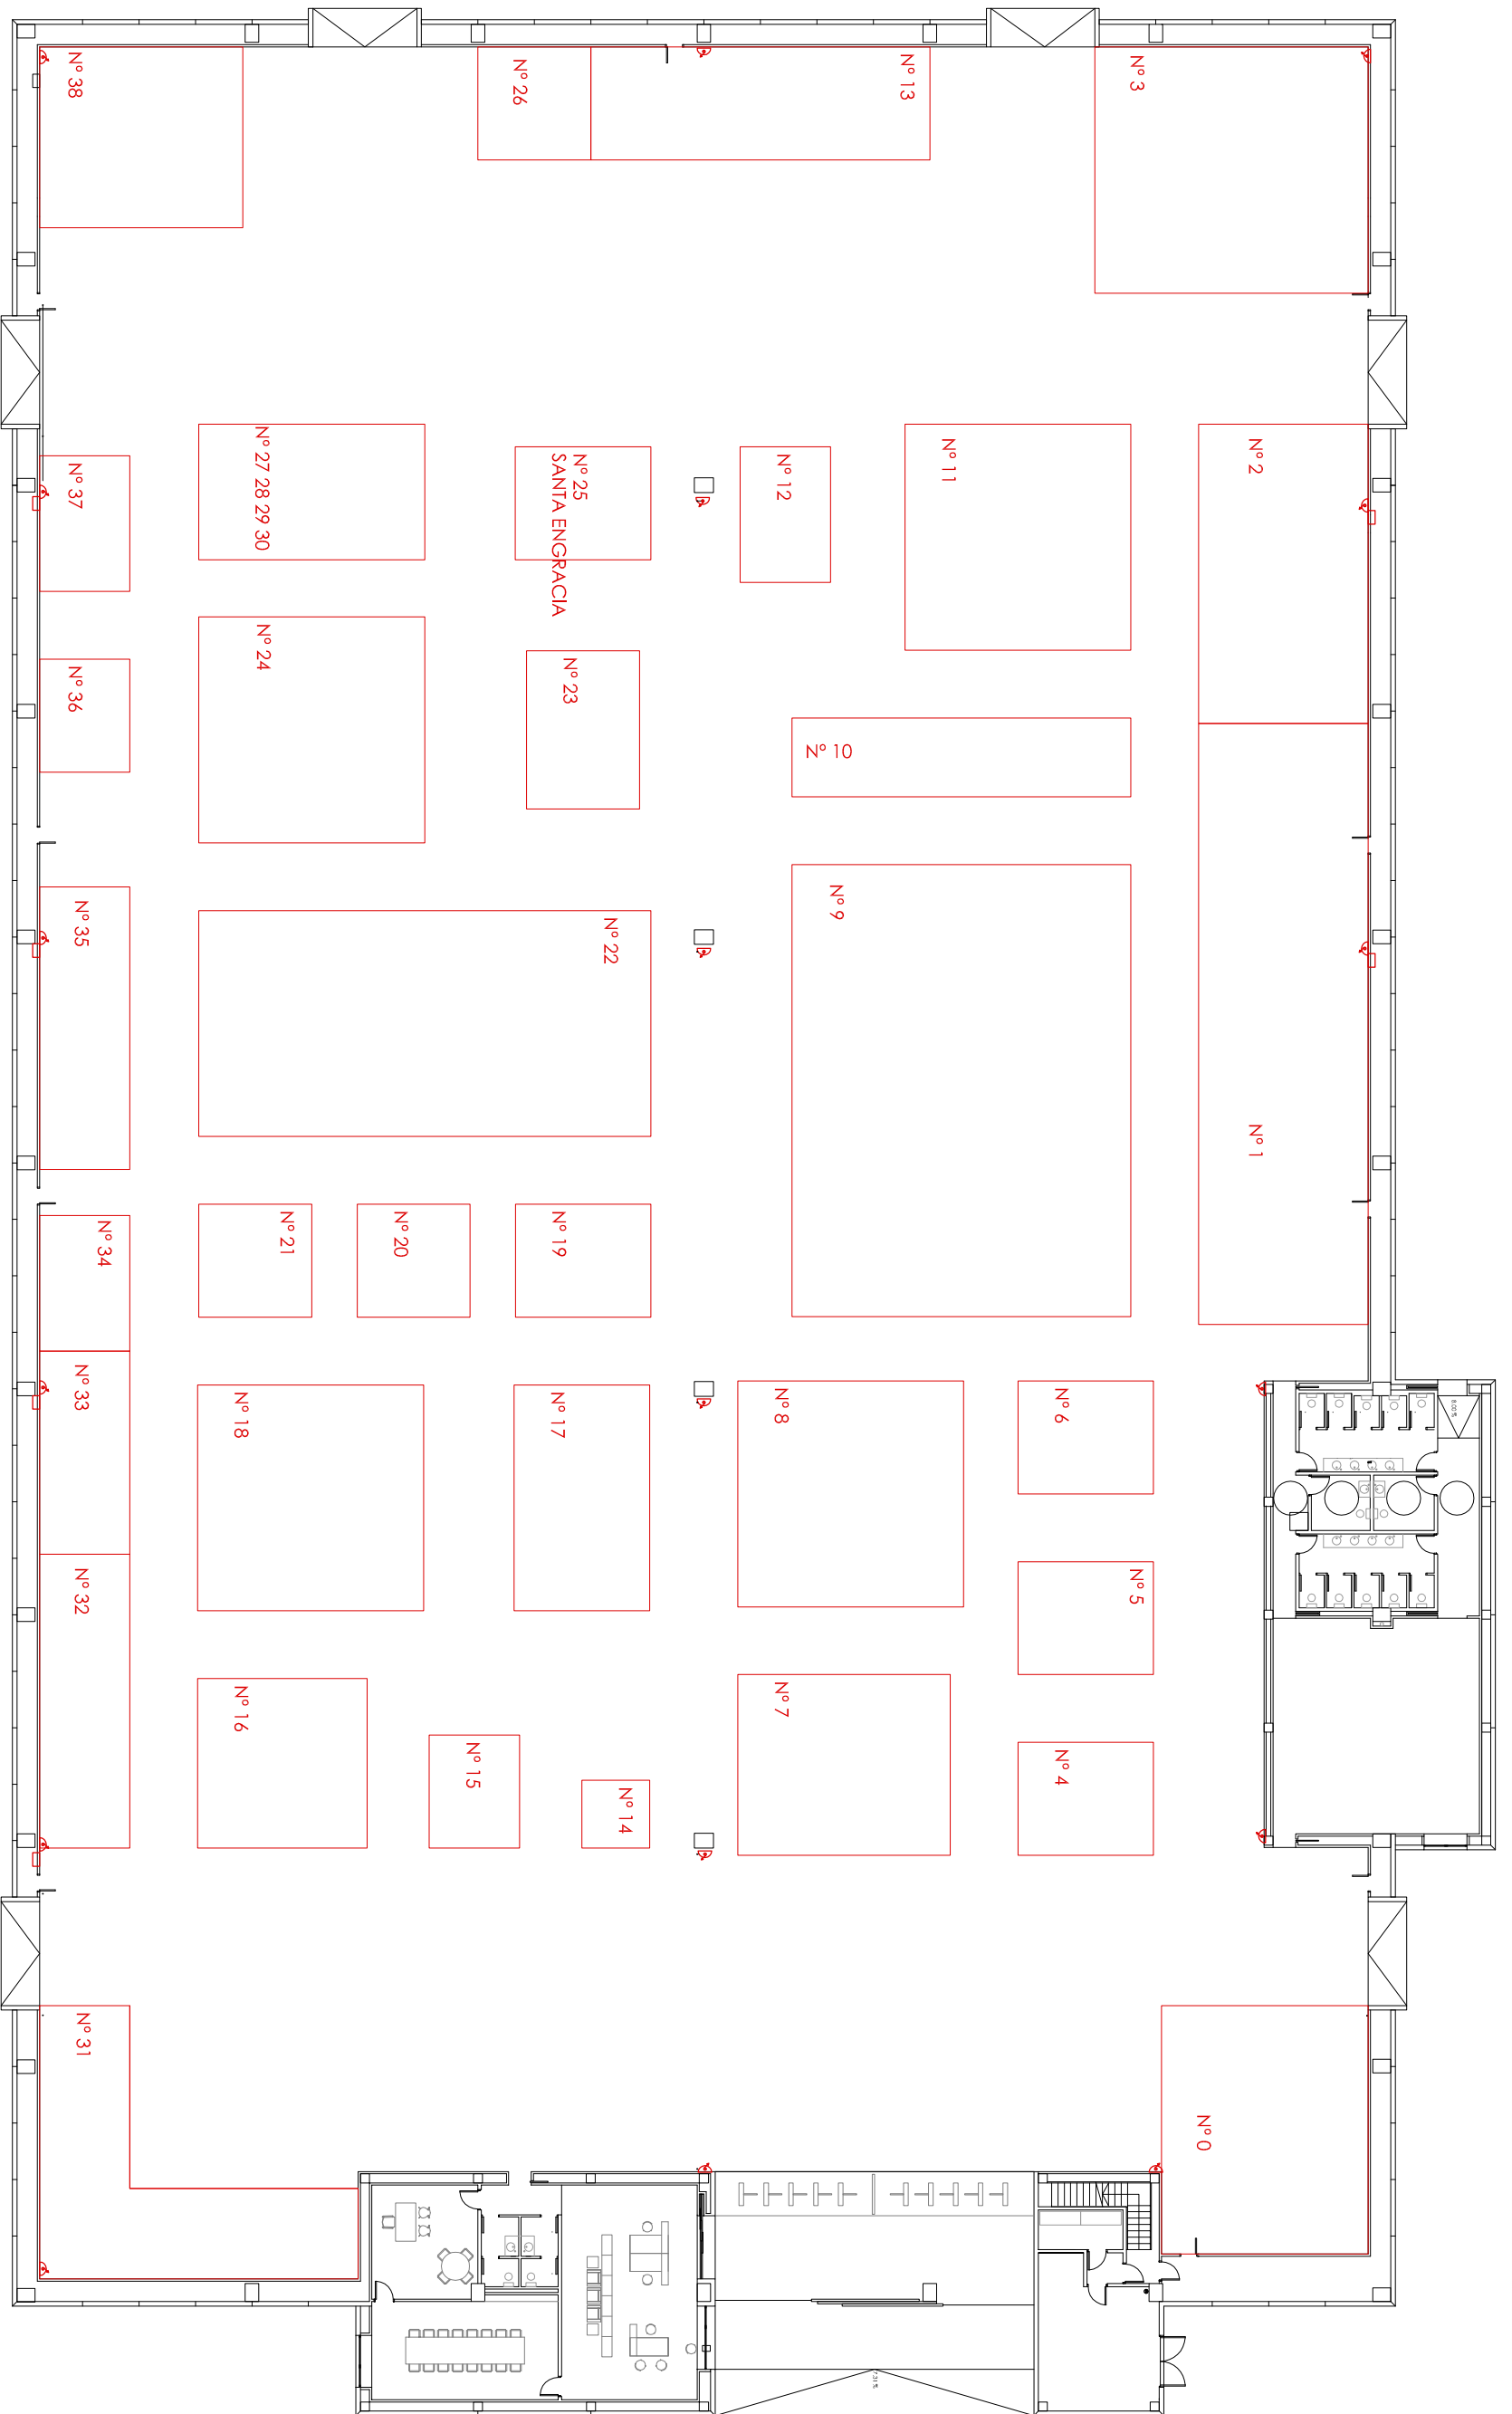 Nº 38
Nº 26
Nº 13
Nº 3
Nº 37
Nº 27 28 29 30
Nº 25
SANTA ENGRACIA
Nº 12
Nº 11
Nº 2
Nº 36
Nº 24
Nº 23
Nº 10
Nº 35
Nº 22
Nº 9
Nº 1
Nº 34
Nº 21
Nº 20
Nº 19
Nº 33
Nº 18
Nº 17
Nº 8
Nº 6
8.00 %
Nº 32
Nº 5
Nº 16
Nº 15
Nº 14
Nº 7
Nº 4
Nº 31
Nº 0